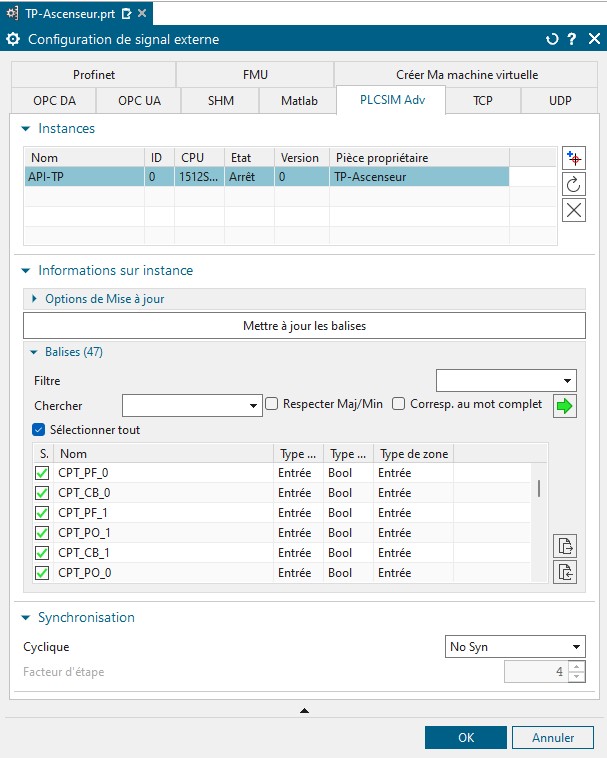 TP-Ascenseur.prt
Configuration de signal externe
Profinet FMU Créer Ma machine virtuelle
OPC DA OPC UA SHM Matlab PLCSIM Adv TCP UDP
Instances
Nom ID CPU Etat Version Pièce propriétaire
API-TP 0 1512S... Arrêt 0 TP-Ascenseur
Informations sur instance
Options de Mise à jour
Mettre à jour les balises
Balises (47)
Filtre
Chercher Respecter Maj/Min Corresp. au mot complet
Sélectionner tout
S. Nom Type ... Type ... Type de zone
CPT_PF_0 Entrée Bool Entrée
CPT_CB_0 Entrée Bool Entrée
CPT_PF_1 Entrée Bool Entrée
CPT_PO_1 Entrée Bool Entrée
CPT_CB_1 Entrée Bool Entrée
CPT_PO_0 Entrée Bool Entrée
Synchronisation
Cyclique No Syn
Facteur d'étape 4
OK Annuler